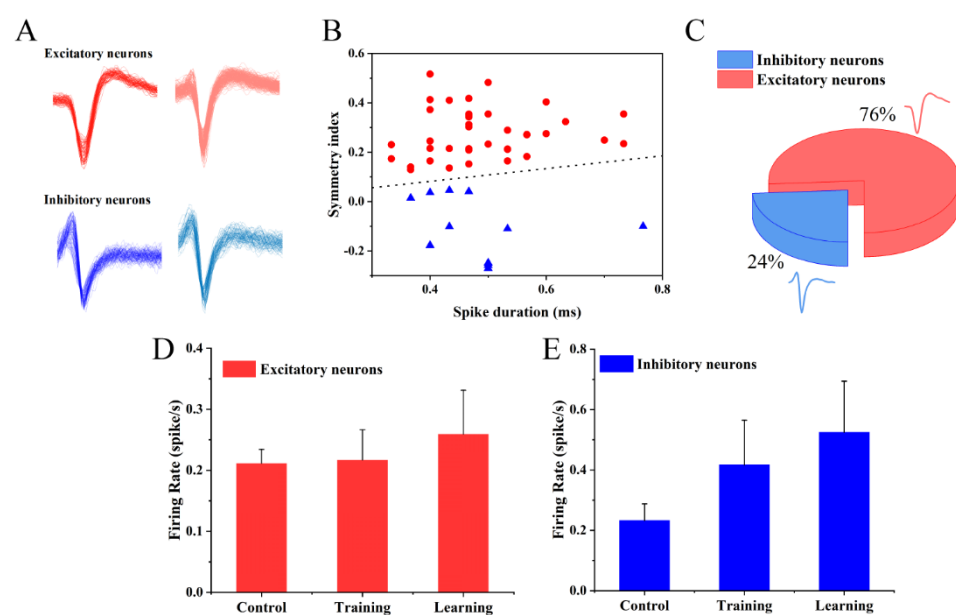 A
Excitatory neurons
Inhibitory neurons
B
Symmetry index
0.6
0.4
0.2
0.0
-0.2
0.4
0.6
0.8
Spike duration (ms)
C
Inhibitory neurons
Excitatory neurons
76%
24%
D
Firing Rate (spike/s)
0.4
0.3
0.2
0.1
0.0
Excitatory neurons
Control
Training
Learning
E
Firing Rate (spike/s)
0.8
0.6
0.4
0.2
0.0
Inhibitory neurons
Control
Training
Learning